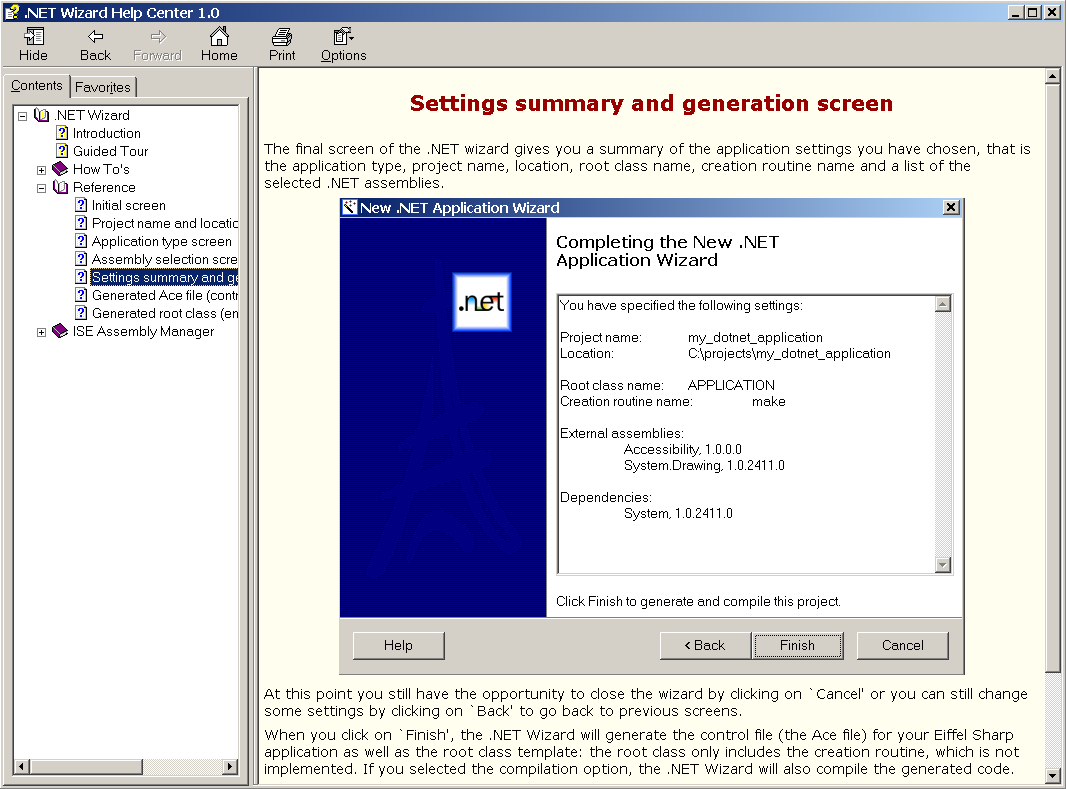 .NET Wizard Help Center 1.0
Hide Back Forward Home Print Options
Contents Favorites
.NET Wizard
Introduction
Guided Tour
How To's
Reference
Initial screen
Project name and locatic
Application type screen
Assembly selection scre
Settings summary and ge
Generated Ace file (contr
Generated root class (en
ISE Assembly Manager
Settings summary and generation screen
The final screen of the .NET wizard gives you a summary of the application settings you have chosen, that is
the application type, project name, location, root class name, creation routine name and a list of the
selected .NET assemblies.
New .NET Application Wizard
.net
Completing the New .NET
Application Wizard
You have specified the following settings:
Project name: my_dotnet_application
Location: C:\projects\my_dotnet_application
Root class name: APPLICATION
Creation routine name: make
External assemblies:
Accessibility, 1.0.0.0
System.Drawing, 1.0.2411.0
Dependencies:
System, 1.0.2411.0
Click Finish to generate and compile this project.
Help < Back Finish Cancel
At this point you still have the opportunity to close the wizard by clicking on `Cancel' or you can still change
some settings by clicking on `Back' to go back to previous screens.
When you click on `Finish', the .NET Wizard will generate the control file (the Ace file) for your Eiffel Sharp
application as well as the root class template: the root class only includes the creation routine, which is not
implemented. If you selected the compilation option, the .NET Wizard will also compile the generated code.